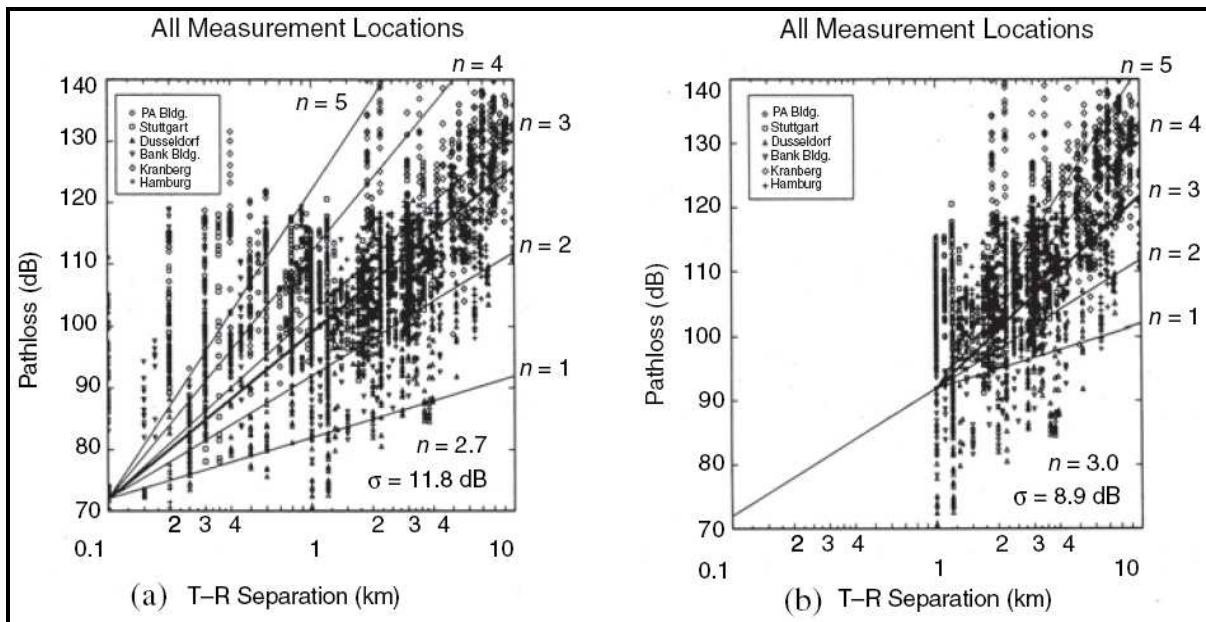 All Measurement Locations
140
130
120
110
100
90
80
70
Pathloss (dB)
PA Bldg.
Stuttgart
Dusseldorf
Bank Bldg.
Kranberg
Hamburg
n = 5
n = 4
n = 3
n = 2
n = 1
n = 2.7
σ = 11.8 dB
2 3 4 2 3 4
0.1 1 10
(a) T–R Separation (km)
All Measurement Locations
140
130
120
110
100
90
80
70
Pathloss (dB)
PA Bldg.
Stuttgart
Dusseldorf
Bank Bldg.
Kranberg
Hamburg
n = 5
n = 4
n = 3
n = 2
n = 1
n = 3.0
σ = 8.9 dB
2 3 4 2 3 4
0.1 1 10
(b) T–R Separation (km)